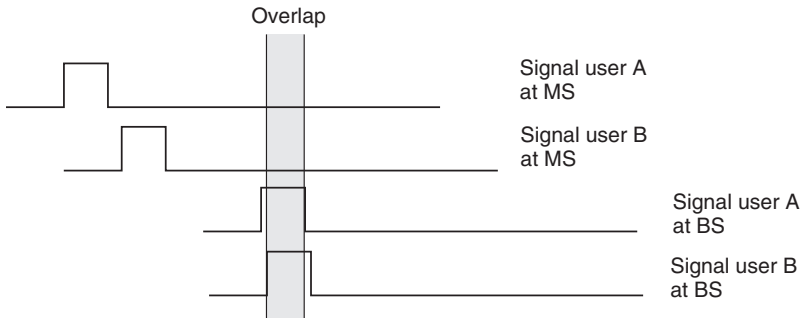 Overlap
Signal user A
at MS
Signal user B
at MS
Signal user A
at BS
Signal user B
at BS